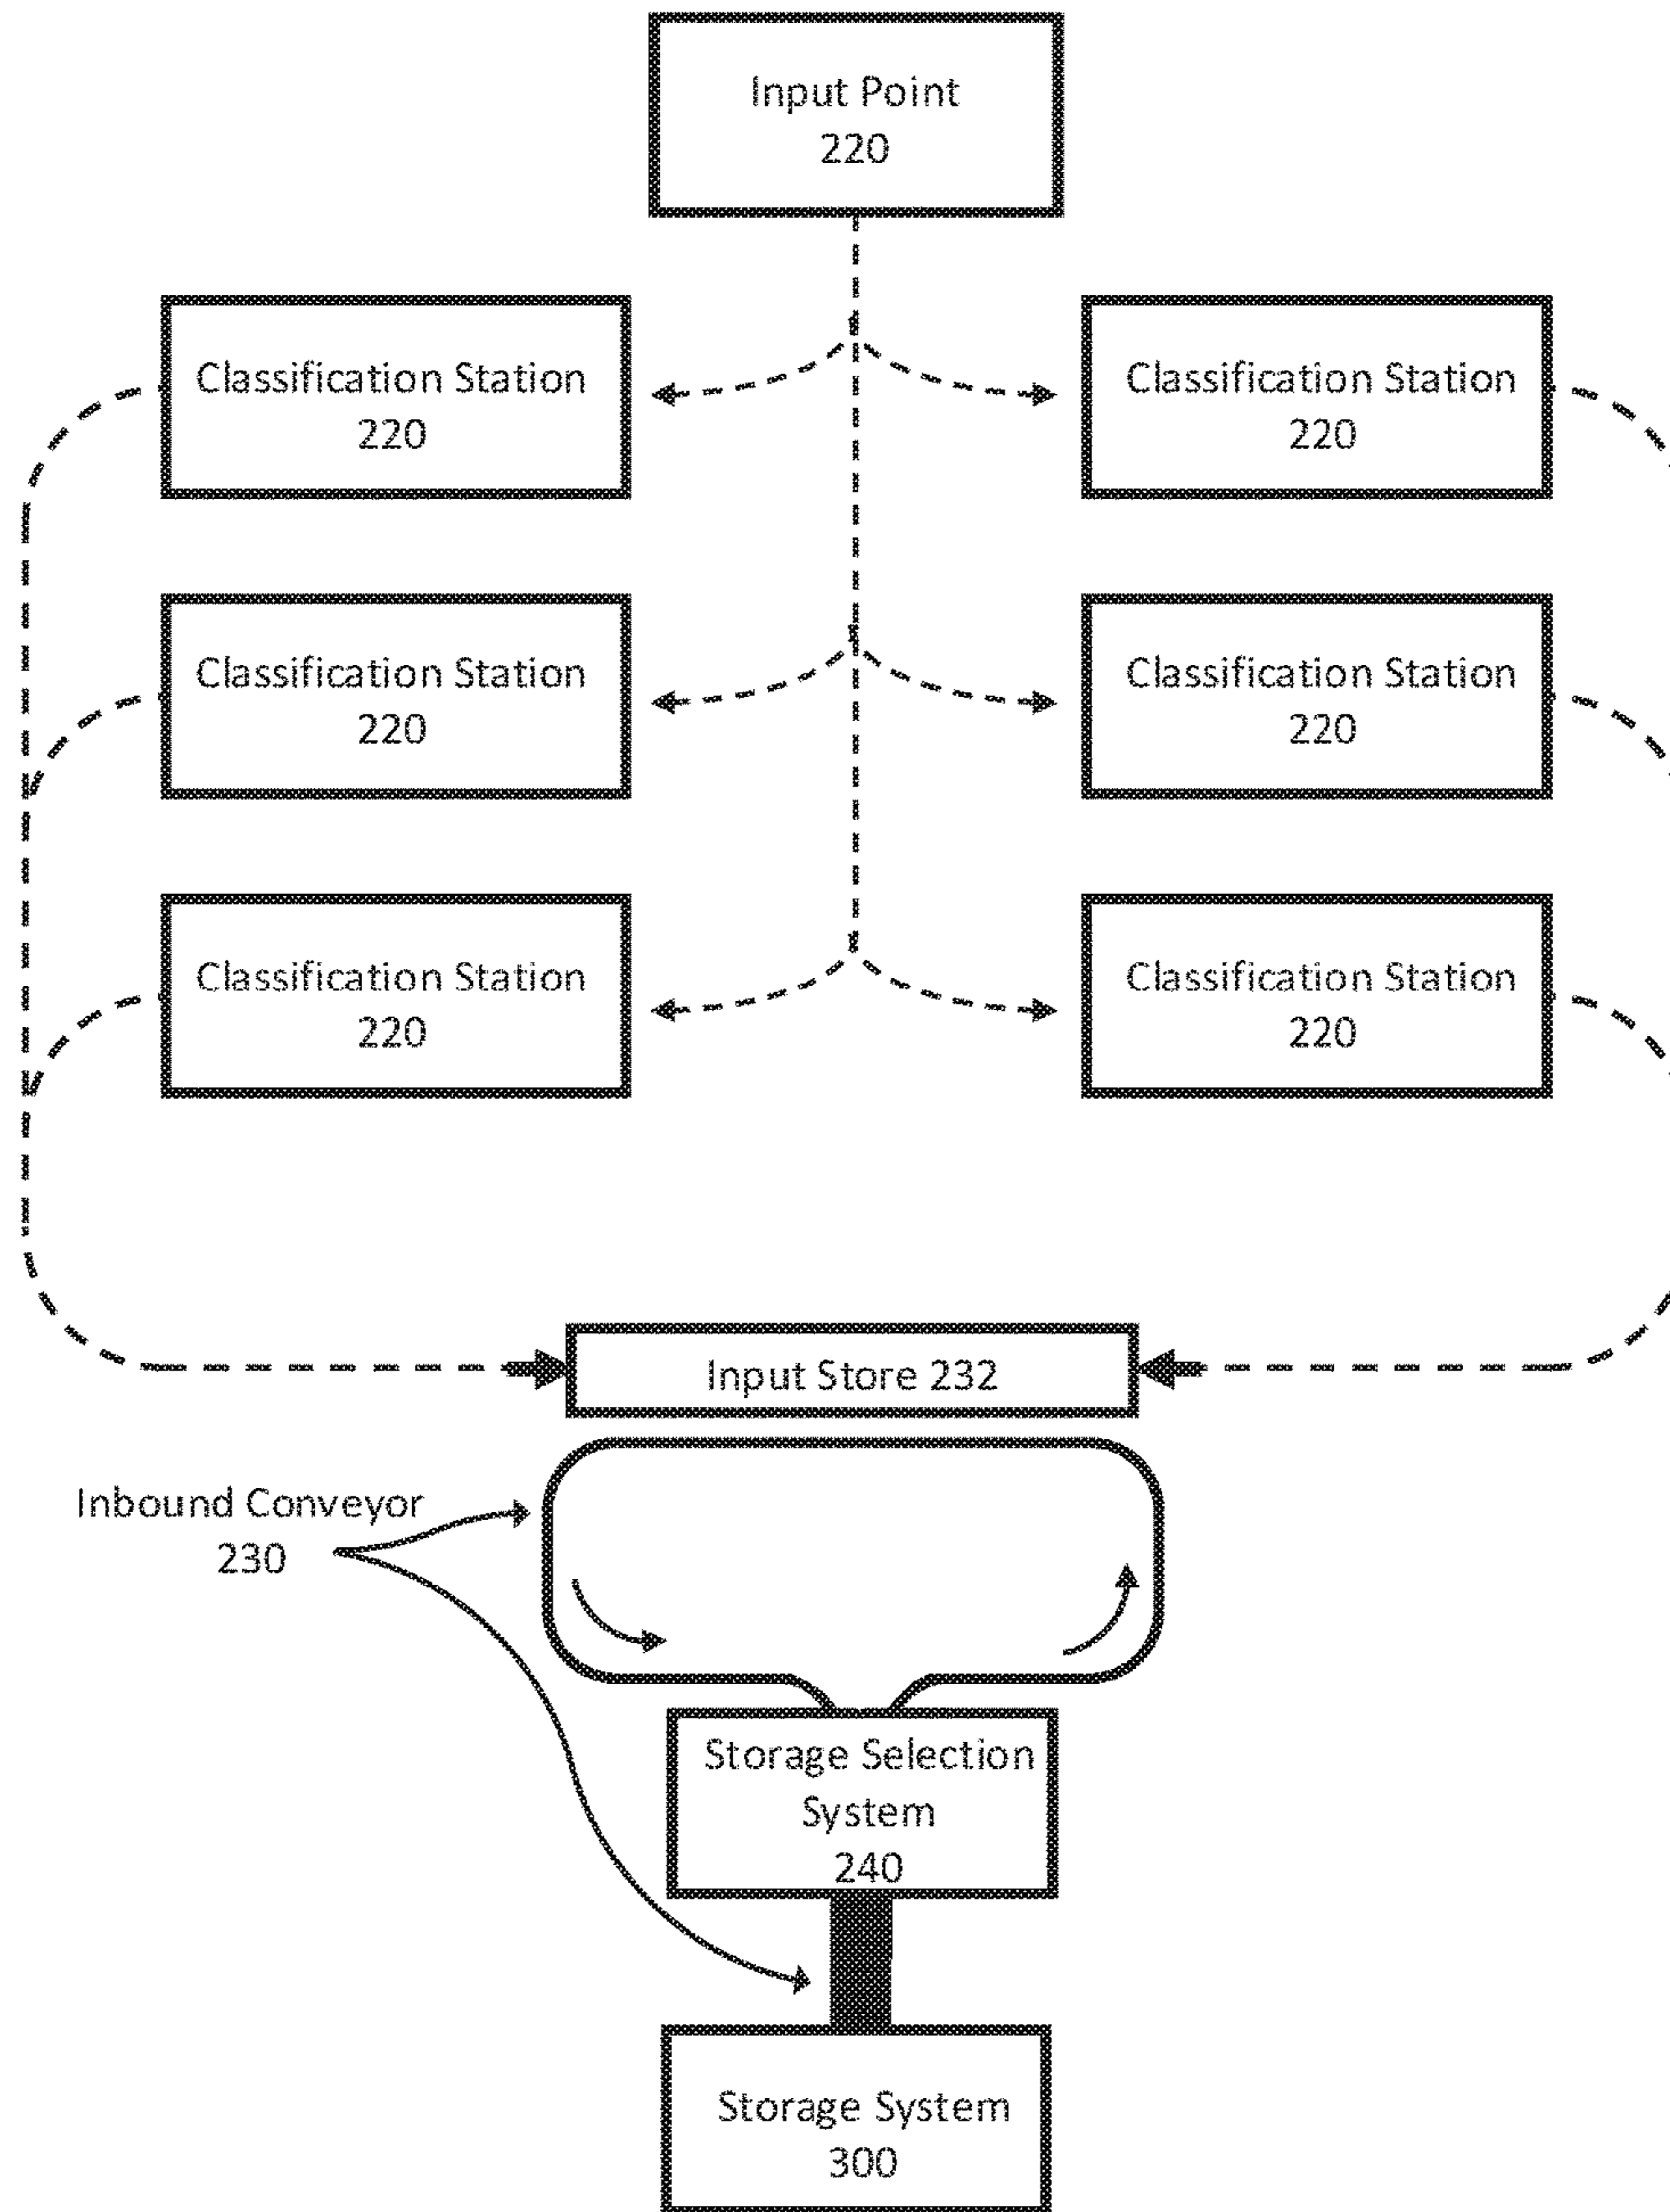 Input Point
220
Classification Station
220
Classification Station
220
Classification Station
220
Classification Station
220
Classification Station
220
Classification Station
220
Input Store 232
Inbound Conveyor
230
Storage Selection
System
240
Storage System
300